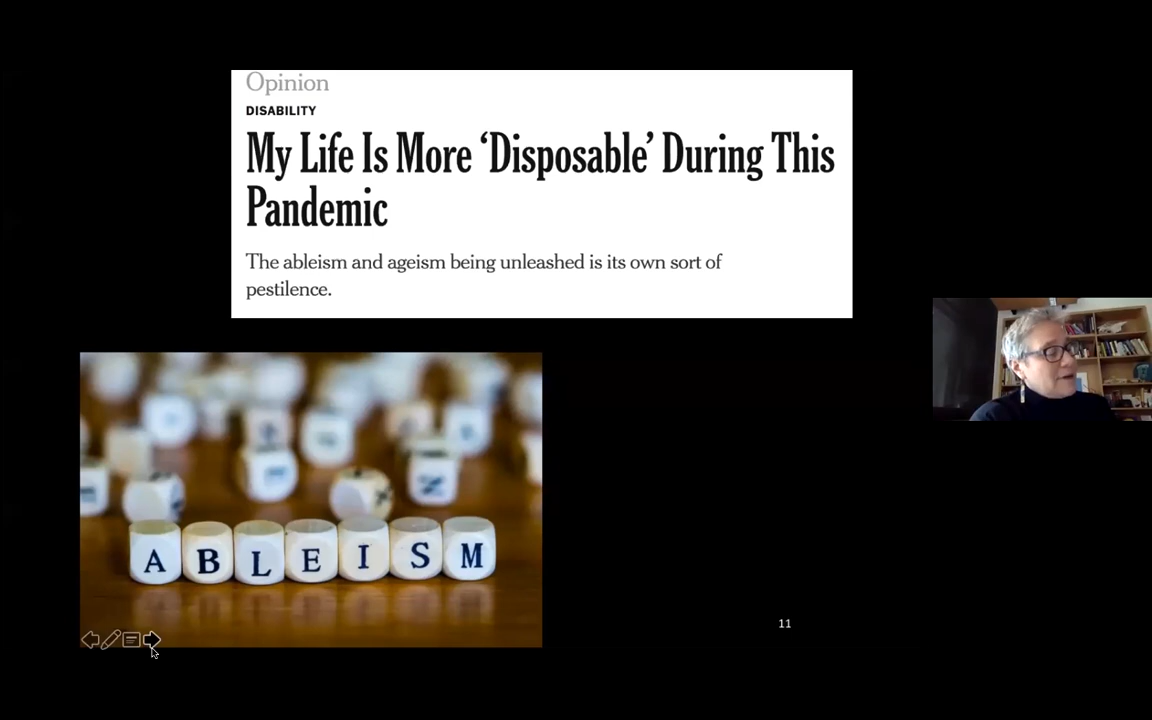 Opinion
DISABILITY
My Life Is More ‘Disposable’ During This
Pandemic
The ableism and ageism being unleashed is its own sort of
pestilence.
ABLEISM
11